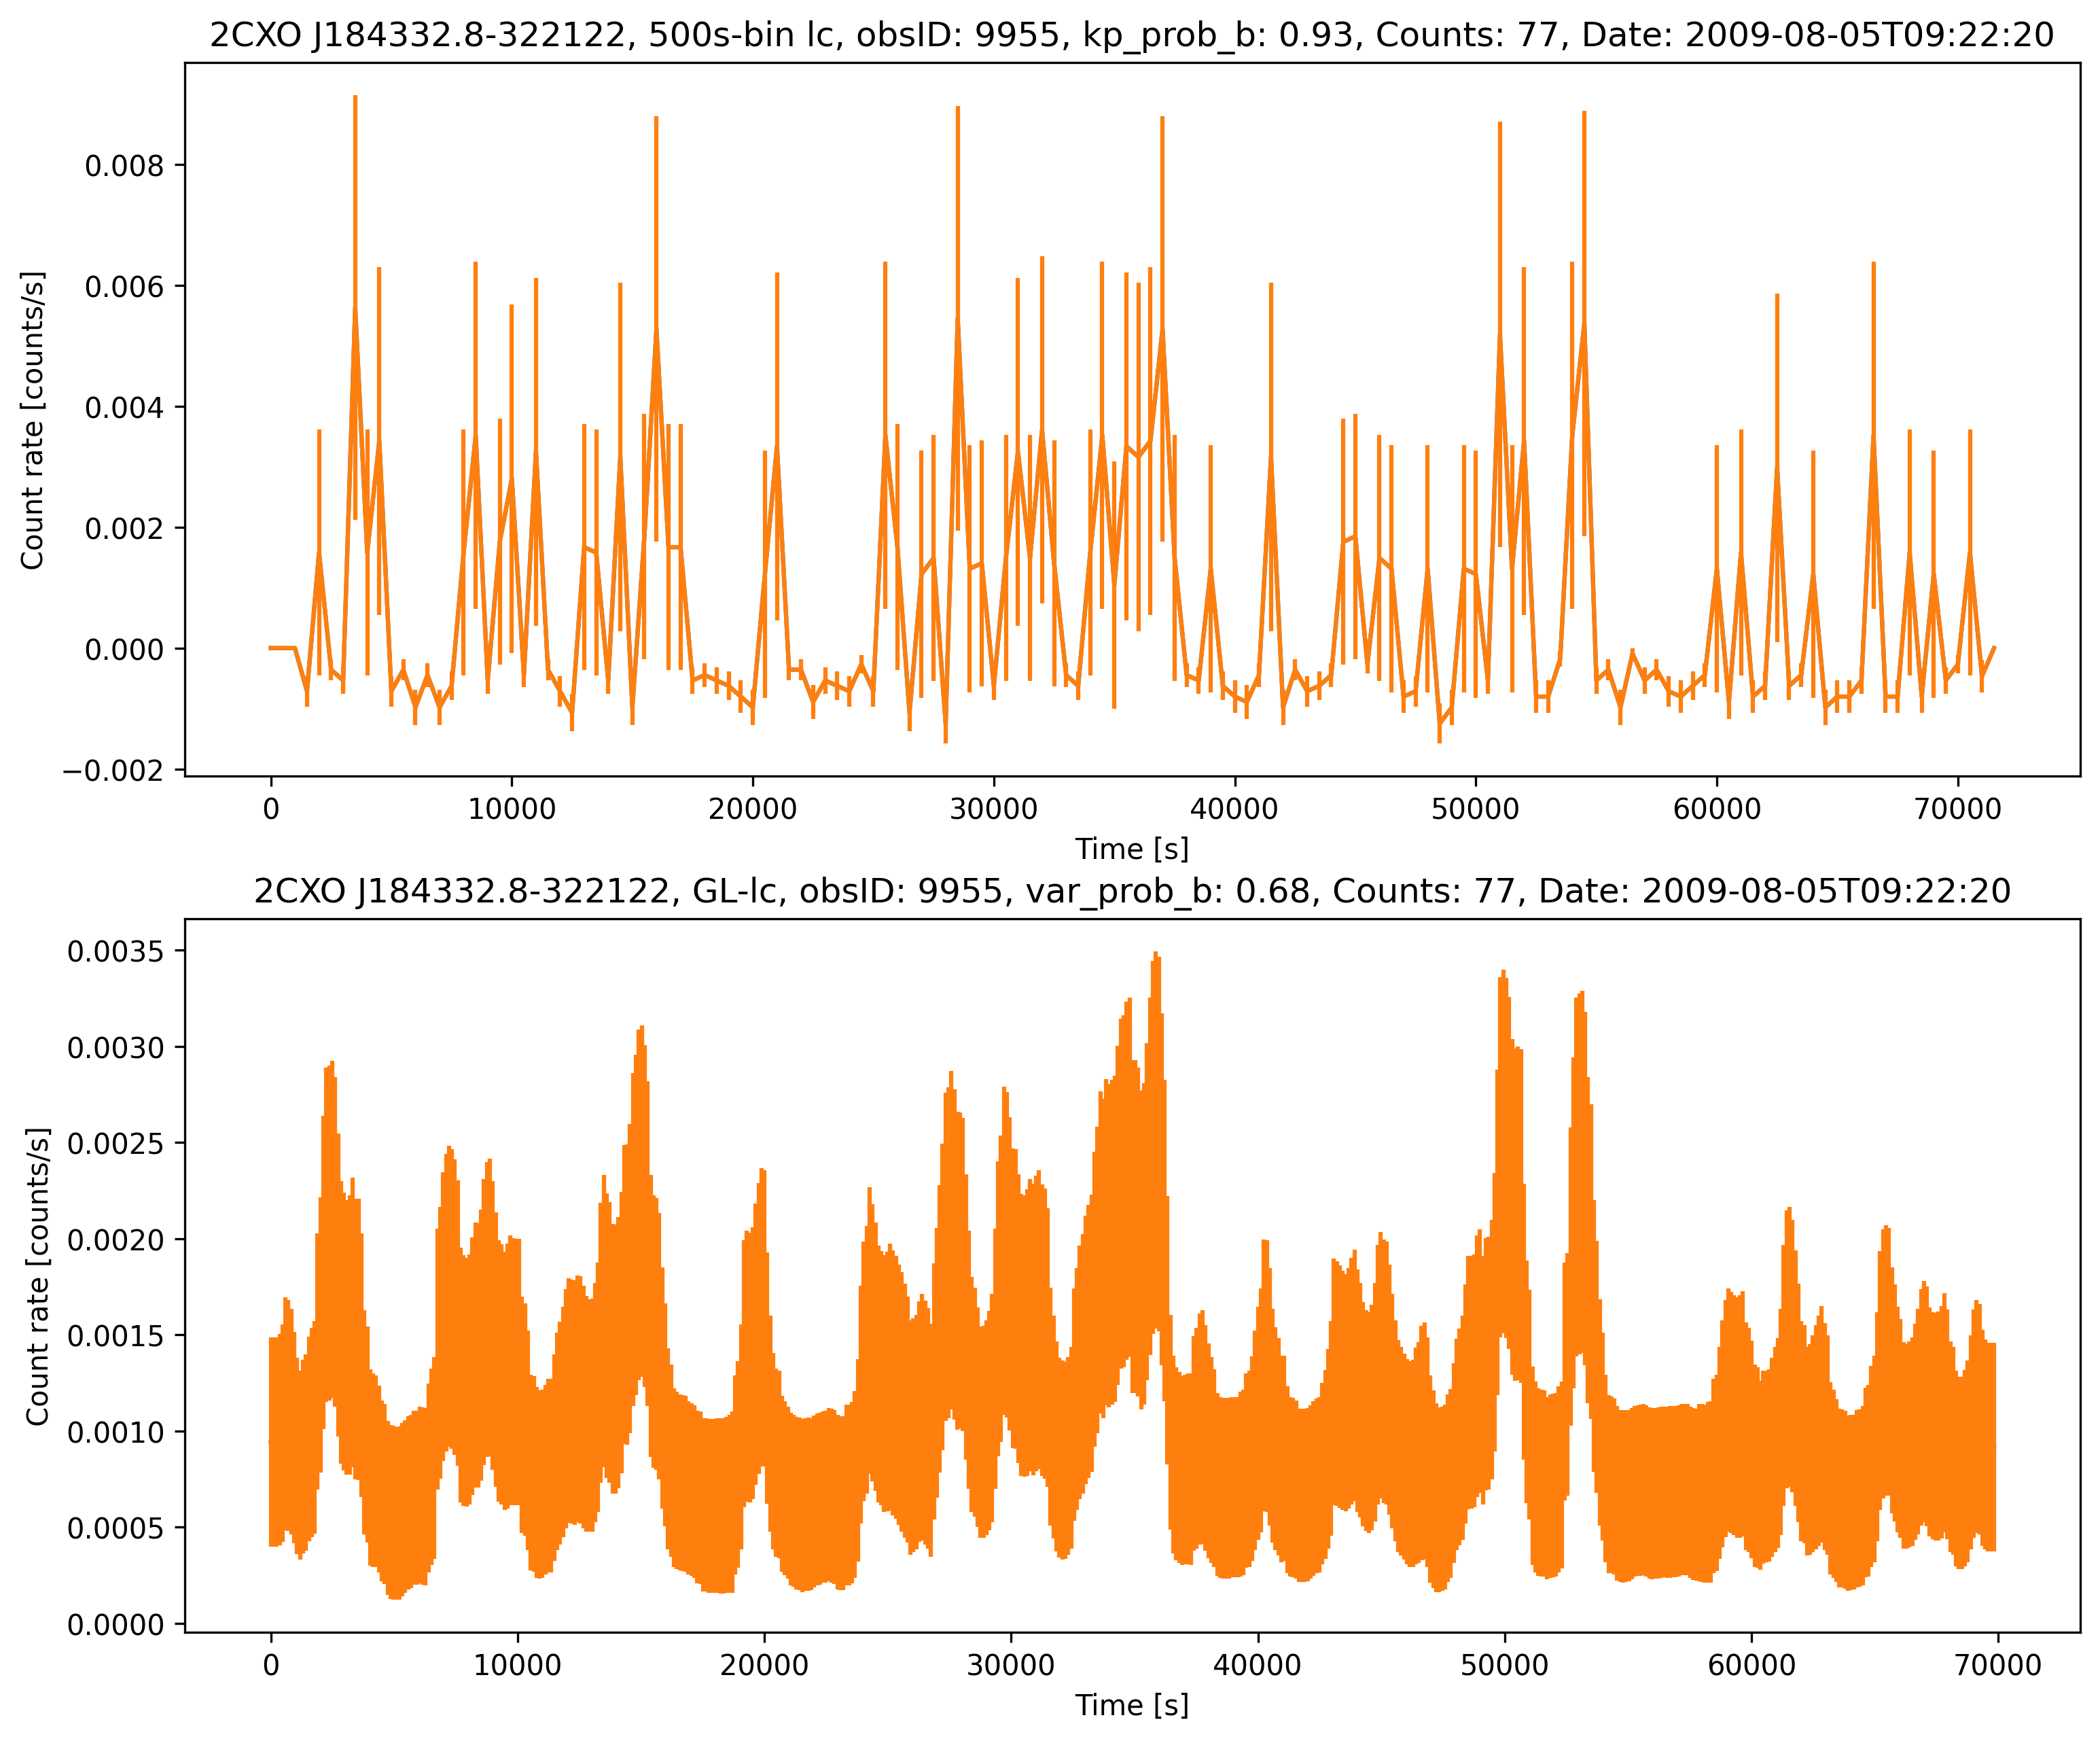 2CXO J184332.8-322122, 500s-bin lc, obsID: 9955, kp_prob_b: 0.93, Counts: 77, Date: 2009-08-05T09:22:20
0.008
0.006
0.004
0.002
0.000
−0.002
Count rate [counts/s]
0 10000 20000 30000 40000 50000 60000 70000
Time [s]
2CXO J184332.8-322122, GL-lc, obsID: 9955, var_prob_b: 0.68, Counts: 77, Date: 2009-08-05T09:22:20
0.0035
0.0030
0.0025
0.0020
0.0015
0.0010
0.0005
0.0000
Count rate [counts/s]
0 10000 20000 30000 40000 50000 60000 70000
Time [s]